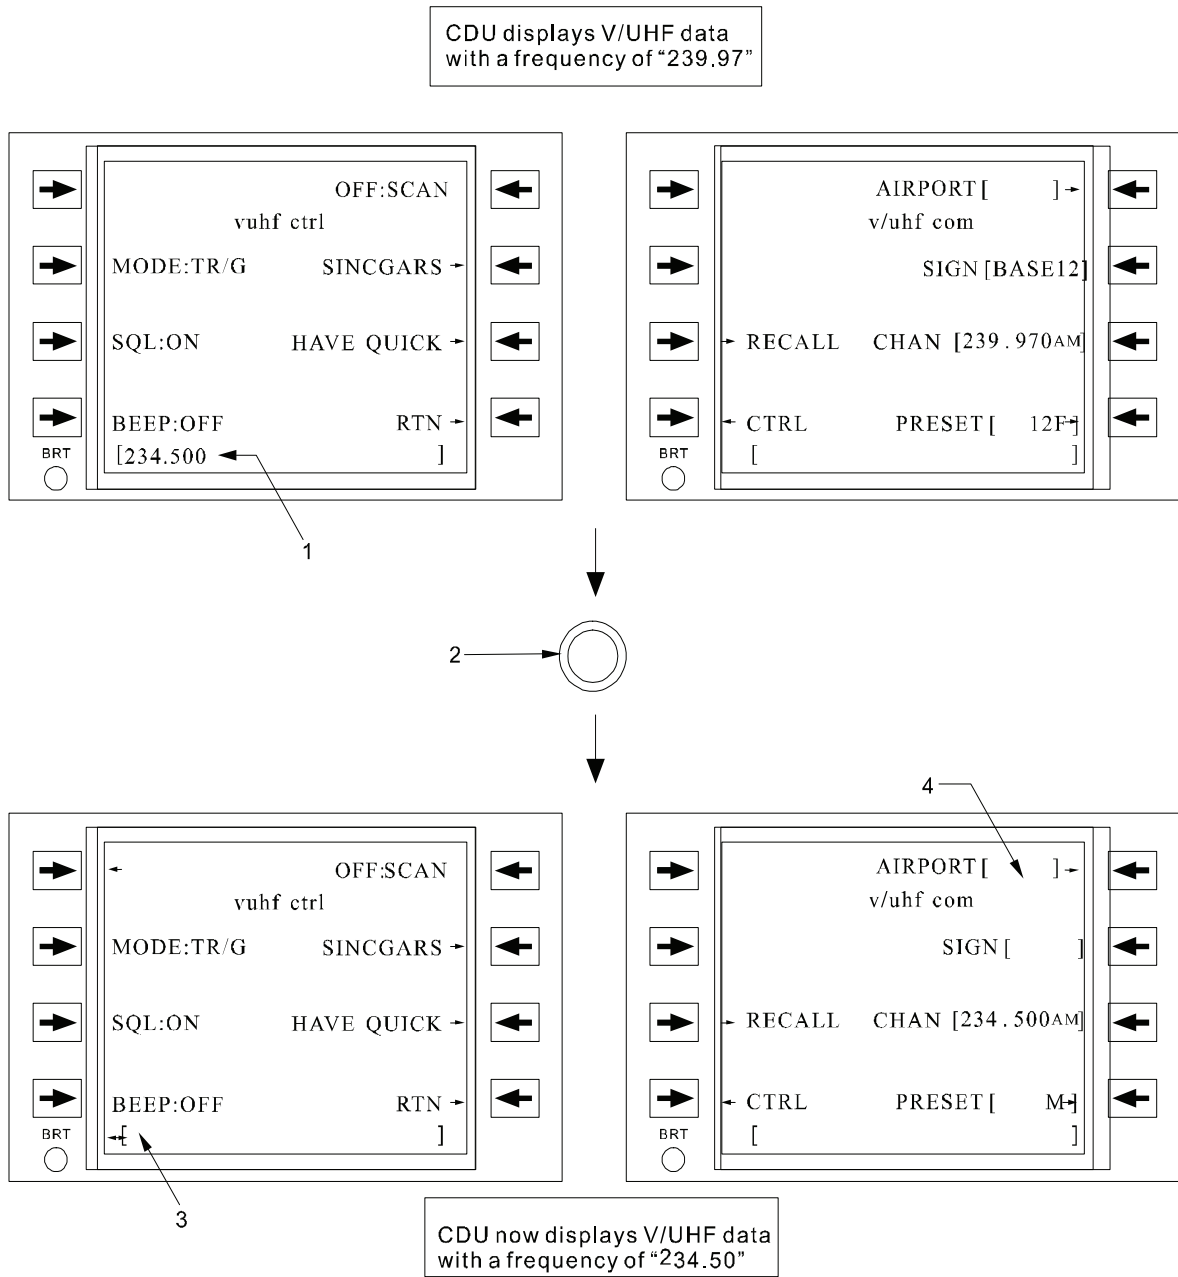 CDU displays V/UHF data
with a frequency of “239.97”
OFF:SCAN
vuhf ctrl
MODE:TR/G SINCGARS
SQL:ON HAVE QUICK
BEEP:OFF RTN
[234.500 ]
BRT
1
AIRPORT[ ]
v/uhf com
SIGN[BASE12]
RECALL CHAN [239.970AM]
CTRL PRESET[ 12F]
[ ]
BRT
2
OFF:SCAN
vuhf ctrl
MODE:TR/G SINCGARS
SQL:ON HAVE QUICK
BEEP:OFF RTN
[ ]
BRT
3
4
AIRPORT[ ]
v/uhf com
SIGN[ ]
RECALL CHAN [234.500AM]
CTRL PRESET[ M]
[ ]
BRT
CDU now displays V/UHF data
with a frequency of “234.50”